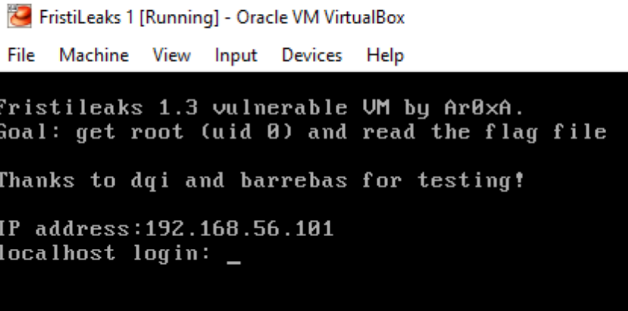 FristiLeaks 1 [Running] - Oracle VM VirtualBox
File Machine View Input Devices Help
Fristileaks 1.3 vulnerable VM by Ar0xA.
Goal: get root (uid 0) and read the flag file
Thanks to dqi and barrebas for testing!
IP address:192.168.56.101
localhost login: _